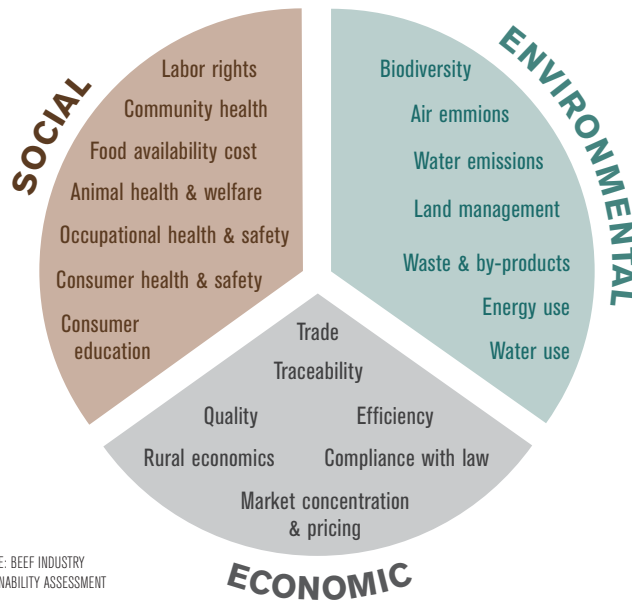 SOCIAL
Labor rights
Community health
Food availability cost
Animal health & welfare
Occupational health & safety
Consumer health & safety
Consumer
education
ENVIRONMENTAL
Biodiversity
Air emmions
Water emissions
Land management
Waste & by-products
Energy use
Water use
Trade
Traceability
Quality
Efficiency
Rural economics
Compliance with law
Market concentration
& pricing
ECONOMIC
E: BEEF INDUSTRY
NABILITY ASSESSMENT